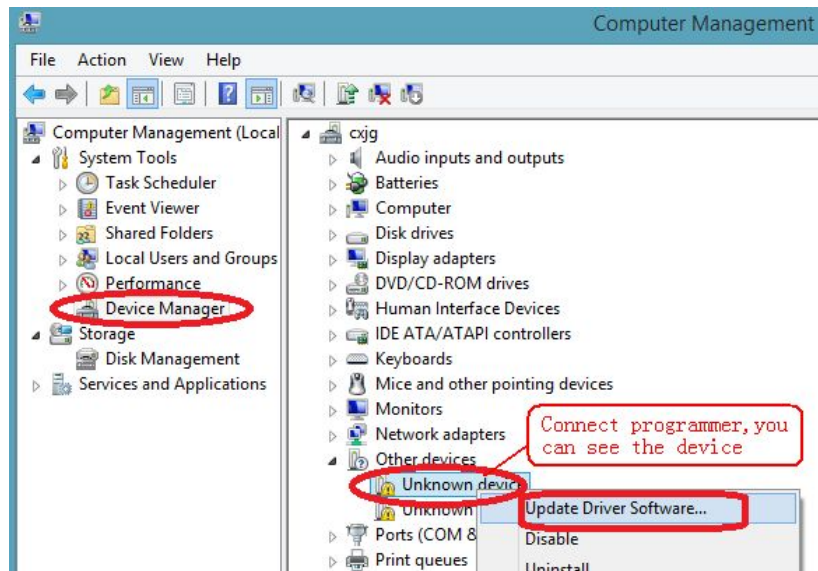 Computer Management
File Action View Help
Computer Management (Local
System Tools
Task Scheduler
Event Viewer
Shared Folders
Local Users and Groups
Performance
Device Manager
Storage
Disk Management
Services and Applications
cxjg
Audio inputs and outputs
Batteries
Computer
Disk drives
Display adapters
DVD/CD-ROM drives
Human Interface Devices
IDE ATA/ATAPI controllers
Keyboards
Mice and other pointing devices
Monitors
Network adapters
Other devices
Unknown device
Unknown
Ports (COM &
Print queues
Connect programmer,you
can see the device
Update Driver Software...
Disable
Uninstall